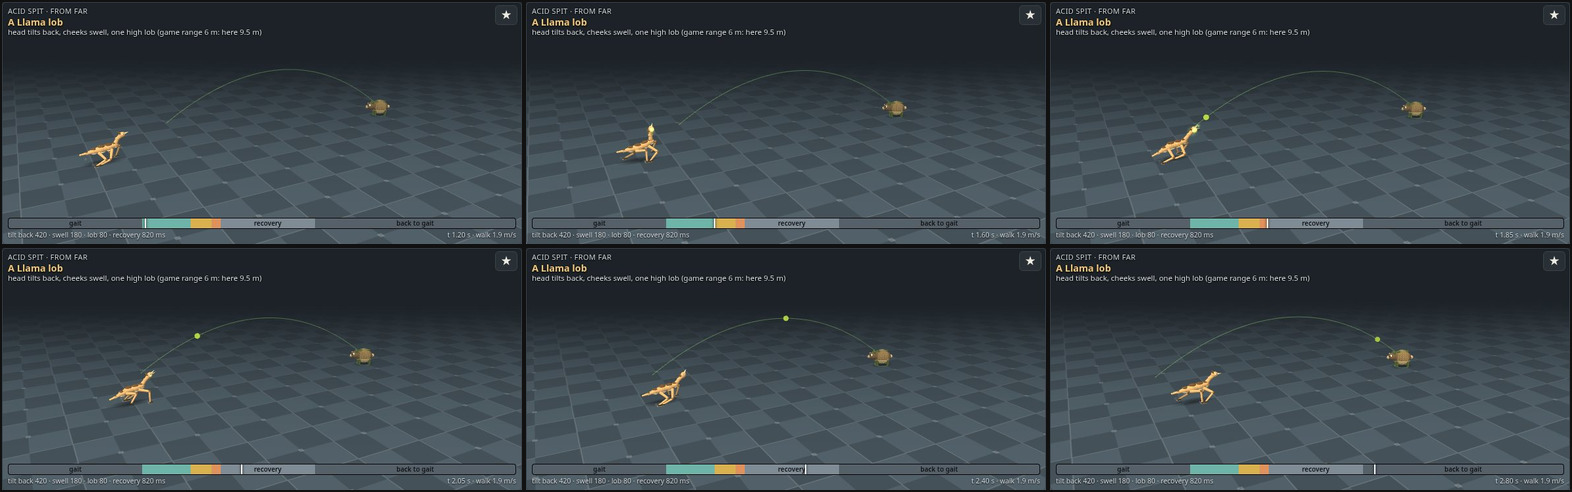 ACID SPIT - FROM FAR
A Llama lob
head tilts back, cheeks swell, one high lob (game range 6 m: here 9.5 m)
gait recovery back to gait
tilt back 420 · swell 180 · lob 80 · recovery 820 ms t 1.20 s · walk 1.9 m/s
ACID SPIT - FROM FAR
A Llama lob
head tilts back, cheeks swell, one high lob (game range 6 m: here 9.5 m)
gait recovery back to gait
tilt back 420 · swell 180 · lob 80 · recovery 820 ms t 1.60 s · walk 1.9 m/s
ACID SPIT - FROM FAR
A Llama lob
head tilts back, cheeks swell, one high lob (game range 6 m: here 9.5 m)
gait recovery back to gait
tilt back 420 · swell 180 · lob 80 · recovery 820 ms t 1.85 s · walk 1.9 m/s
ACID SPIT - FROM FAR
A Llama lob
head tilts back, cheeks swell, one high lob (game range 6 m: here 9.5 m)
gait recovery back to gait
tilt back 420 · swell 180 · lob 80 · recovery 820 ms t 2.05 s · walk 1.9 m/s
ACID SPIT - FROM FAR
A Llama lob
head tilts back, cheeks swell, one high lob (game range 6 m: here 9.5 m)
gait recovery back to gait
tilt back 420 · swell 180 · lob 80 · recovery 820 ms t 2.40 s · walk 1.9 m/s
ACID SPIT - FROM FAR
A Llama lob
head tilts back, cheeks swell, one high lob (game range 6 m: here 9.5 m)
gait recovery back to gait
tilt back 420 · swell 180 · lob 80 · recovery 820 ms t 2.80 s · walk 1.9 m/s